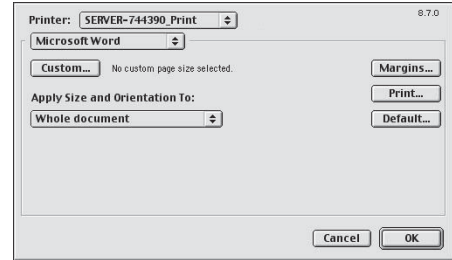 Printer: SERVER-744390_Print 8.7.0
Microsoft Word
Custom... No custom page size selected. Margins...
Print...
Apply Size and Orientation To:
Whole document Default...
Cancel OK